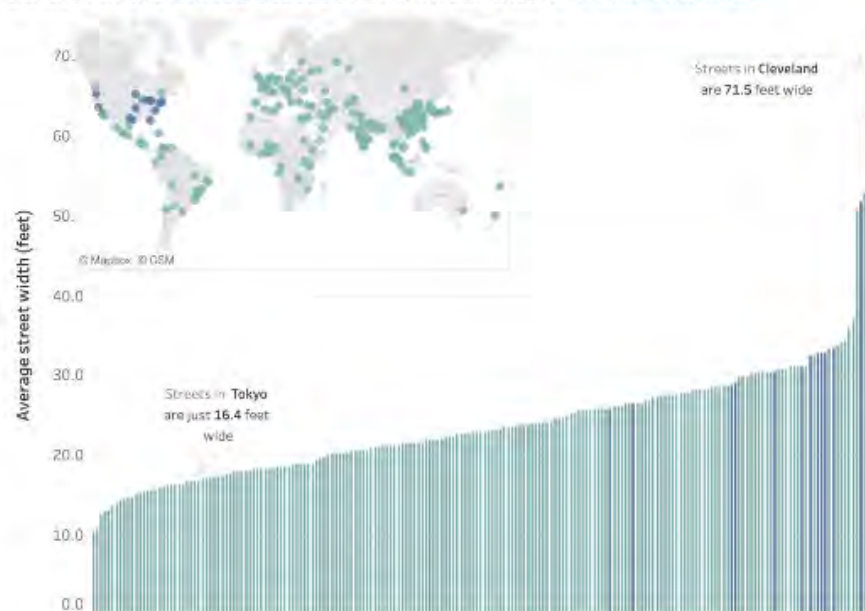 70.
Streets in Cleveland
are 71.5 feet wide
60.
50.
Average street width (feet)
© Mapbox © OSM
40.0
Streets in Tokyo
are just 16.4 feet
wide
30.0
20.0
10.0
0.0